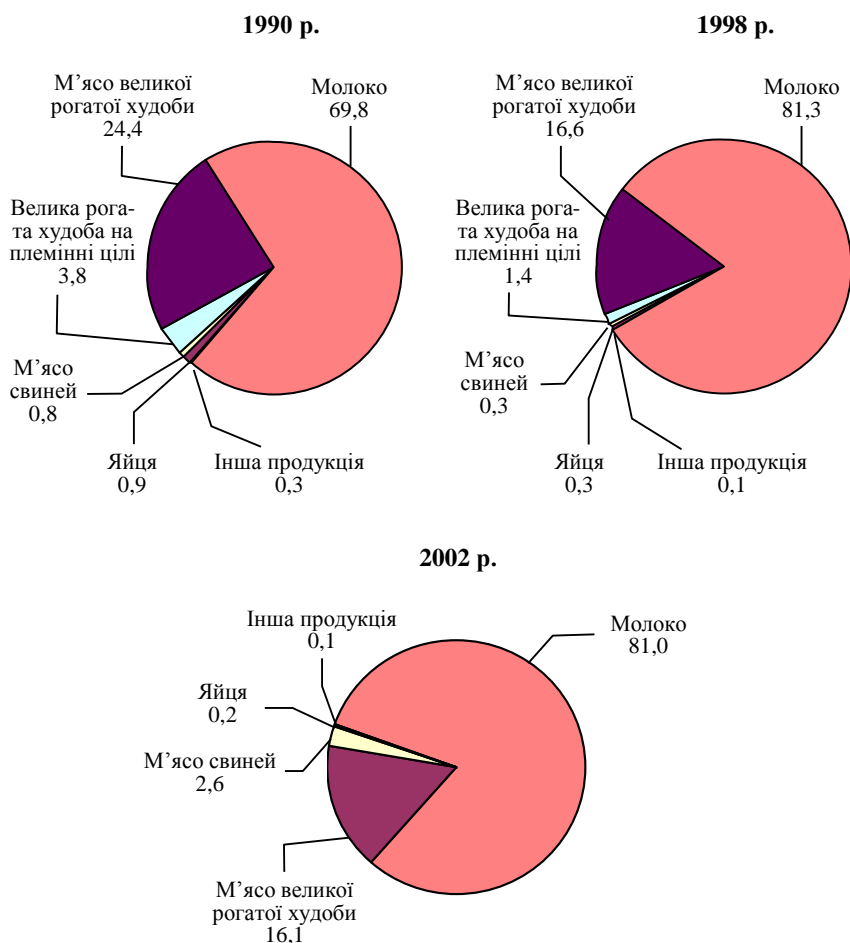 1990 р.
М’ясо великої
рогатої худоби
24,4
Молоко
69,8
Велика рога-
та худоба на
племінні цілі
3,8
М’ясо
свиней
0,8
Яйця
0,9
Інша продукція
0,3
1998 р.
М’ясо великої
рогатої худоби
16,6
Молоко
81,3
Велика рога-
та худоба на
племінні цілі
1,4
М’ясо
свиней
0,3
Яйця
0,3
Інша продукція
0,1
2002 р.
Інша продукція
0,1
Молоко
81,0
Яйця
0,2
М’ясо свиней
2,6
М’ясо великої
рогатої худоби
16,1